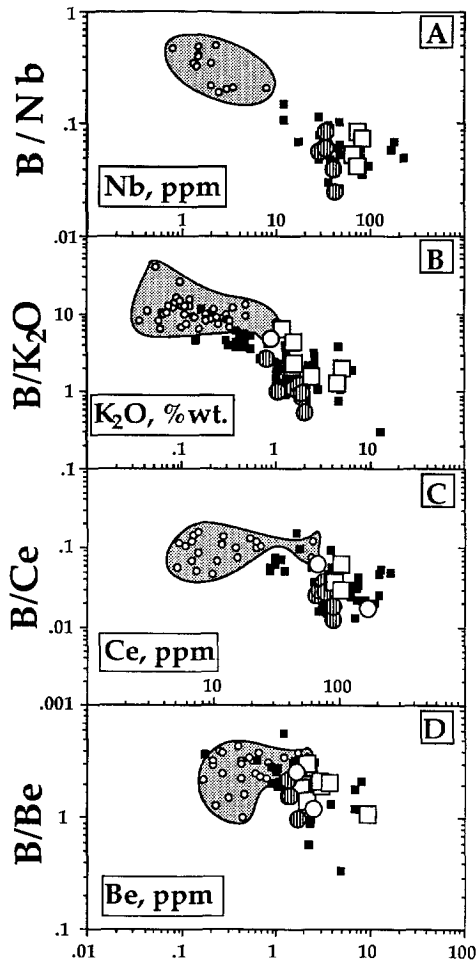 1
A
B/Nb
.1
Nb, ppm
1 10 100
.01
B
B/K₂O
10
1
K₂O, %wt.
.1 1 10
.1
C
B/Ce
.1
.01
Ce, ppm
10 100
.001
D
B/Be
1
Be, ppm
.1
.01 .1 1 10 100